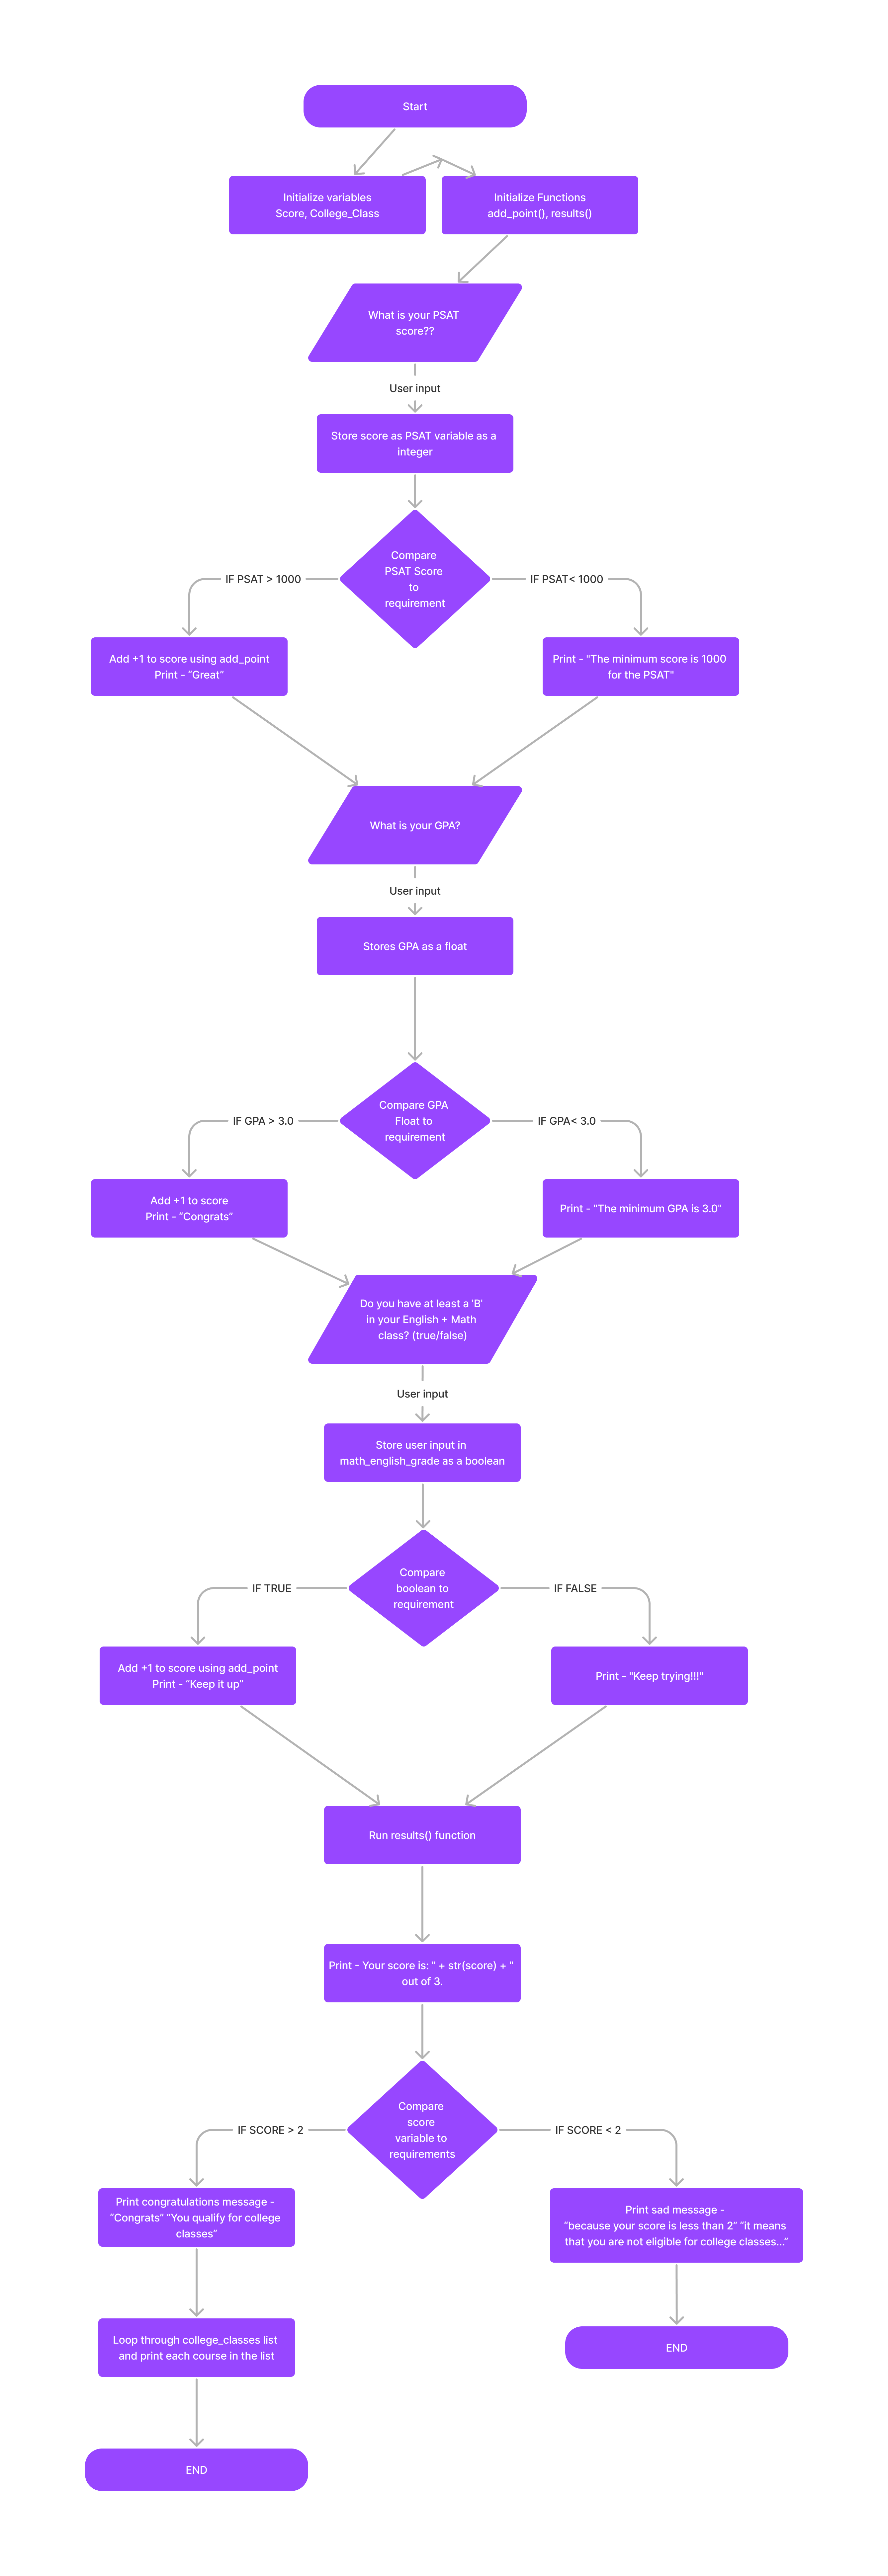 Start
Initialize variables
Score, College_Class
Initialize Functions
add_point(), results()
What is your PSAT
score??
User input
Store score as PSAT variable as a
integer
Compare
PSAT Score
to
requirement
IF PSAT > 1000
IF PSAT< 1000
Add +1 to score using add_point
Print - “Great”
Print - "The minimum score is 1000
for the PSAT"
What is your GPA?
User input
Stores GPA as a float
Compare GPA
Float to
requirement
IF GPA > 3.0
IF GPA< 3.0
Add +1 to score
Print - “Congrats”
Print - "The minimum GPA is 3.0"
Do you have at least a 'B'
in your English + Math
class? (true/false)
User input
Store user input in
math_english_grade as a boolean
Compare
boolean to
requirement
IF TRUE
IF FALSE
Add +1 to score using add_point
Print - “Keep it up”
Print - "Keep trying!!!"
Run results() function
Print - Your score is: " + str(score) + "
out of 3.
Compare
score
variable to
requirements
IF SCORE > 2
IF SCORE < 2
Print congratulations message -
“Congrats” “You qualify for college
classes”
Print sad message -
“because your score is less than 2” “it means
that you are not eligible for college classes...”
Loop through college_classes list
and print each course in the list
END
END